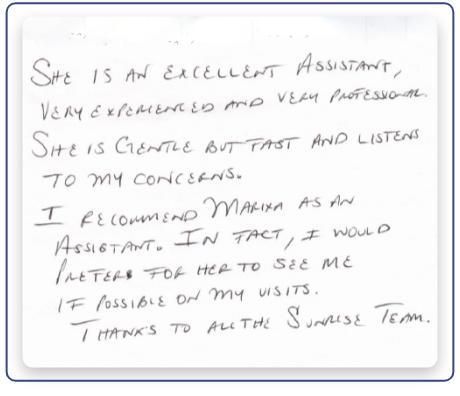 She is an excellent Assistant,
very experienced and very professional.
She is Gentle but fast and listens
to my concerns.
I recommend Marixa as an
Assistant. In fact, I would
Prefers for her to see me
if possible on my visits.
Thanks to all the Sunrise Team.